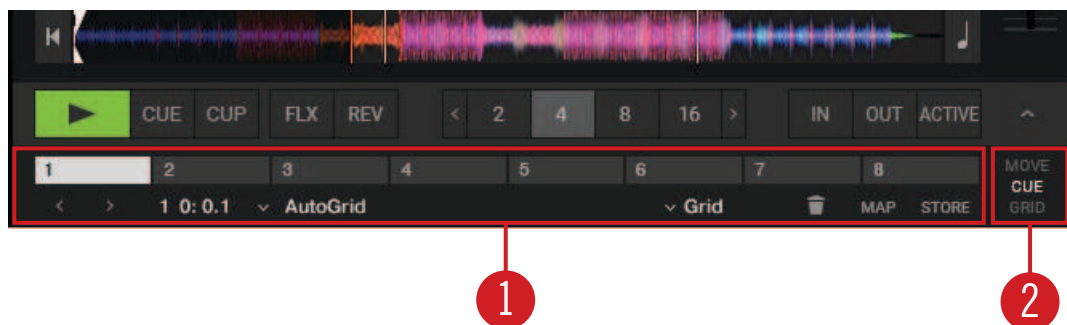 CUE CUP FLX REV < 2 4 8 16 > IN OUT ACTIVE
1 2 3 4 5 6 7 8 MOVE
CUE
< > 1 0: 0.1 AutoGrid Grid MAP STORE GRID
1 2